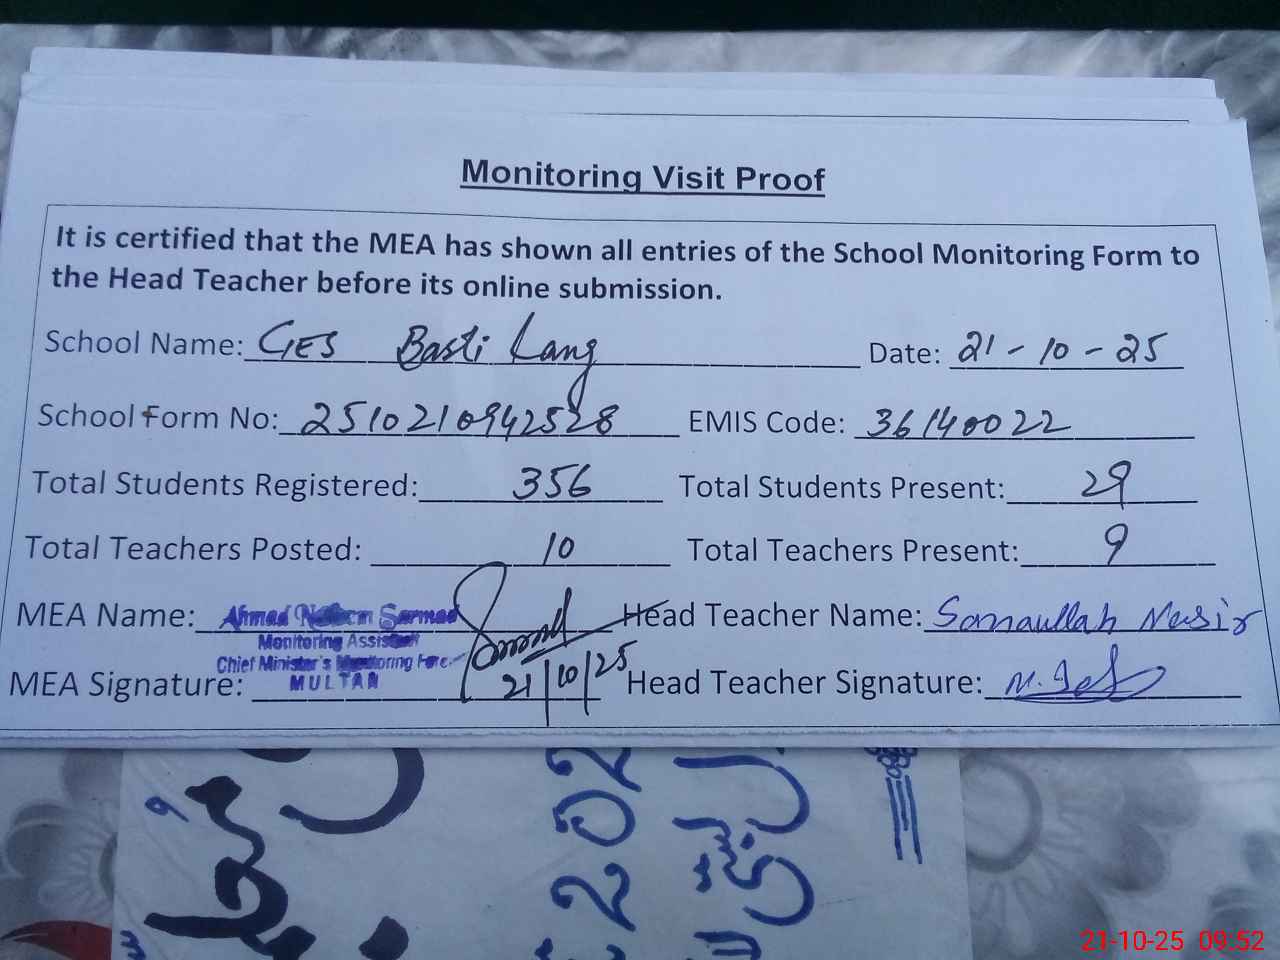 Monitoring Visit Proof
It is certified that the MEA has shown all entries of the School Monitoring Form to
the Head Teacher before its online submission.
School Name: GES Basti Lang Date: 21-10-25
School Form No: 2510210942528 EMIS Code: 36140022
Total Students Registered: 356 Total Students Present: 29
Total Teachers Posted: 10 Total Teachers Present: 9
MEA Name: Ahmad Sarmad Head Teacher Name: Sanaullah Nasir
Monitoring Assistant
Chief Minister's Monitoring Force
MULTAN
MEA Signature: 21/10/25 Head Teacher Signature:
202
21-10-25 09:52